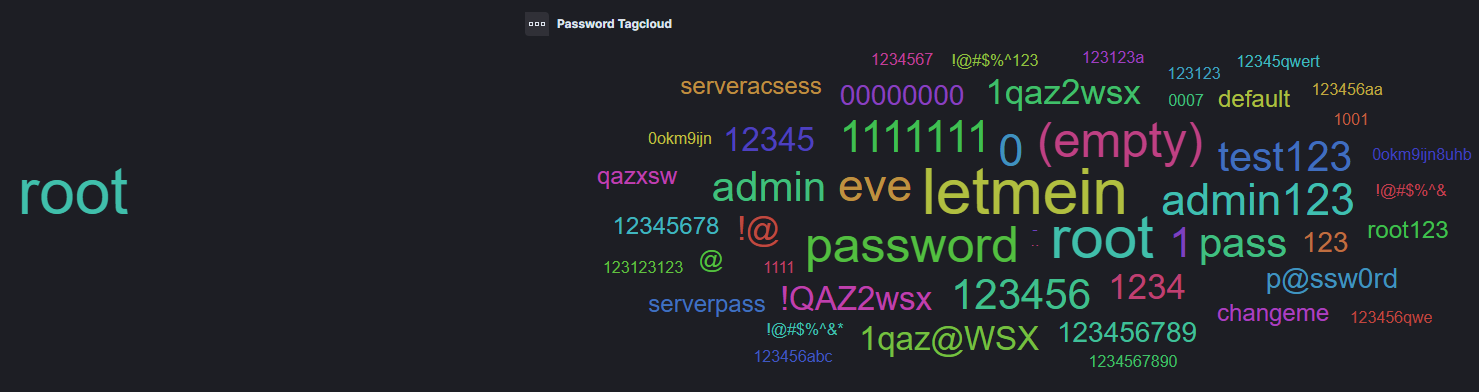 Password Tagcloud
1234567 !@#$%^123 123123a 12345qwert
serveracsess 00000000 1qaz2wsx 123123 0007 default 123456aa
0okm9ijn 12345 1111111 0 (empty) test123 1001 0okm9ijn8uhb
root qazxsw admin eve letmein admin123 !@#$%^&
12345678 !@ password root 1 pass 123 root123
123123123 @ 1111 p@ssw0rd
serverpass !QAZ2wsx 123456 1234 changeme 123456qwe
!@#$%^&* 1qaz@WSX 123456789
123456abc 1234567890